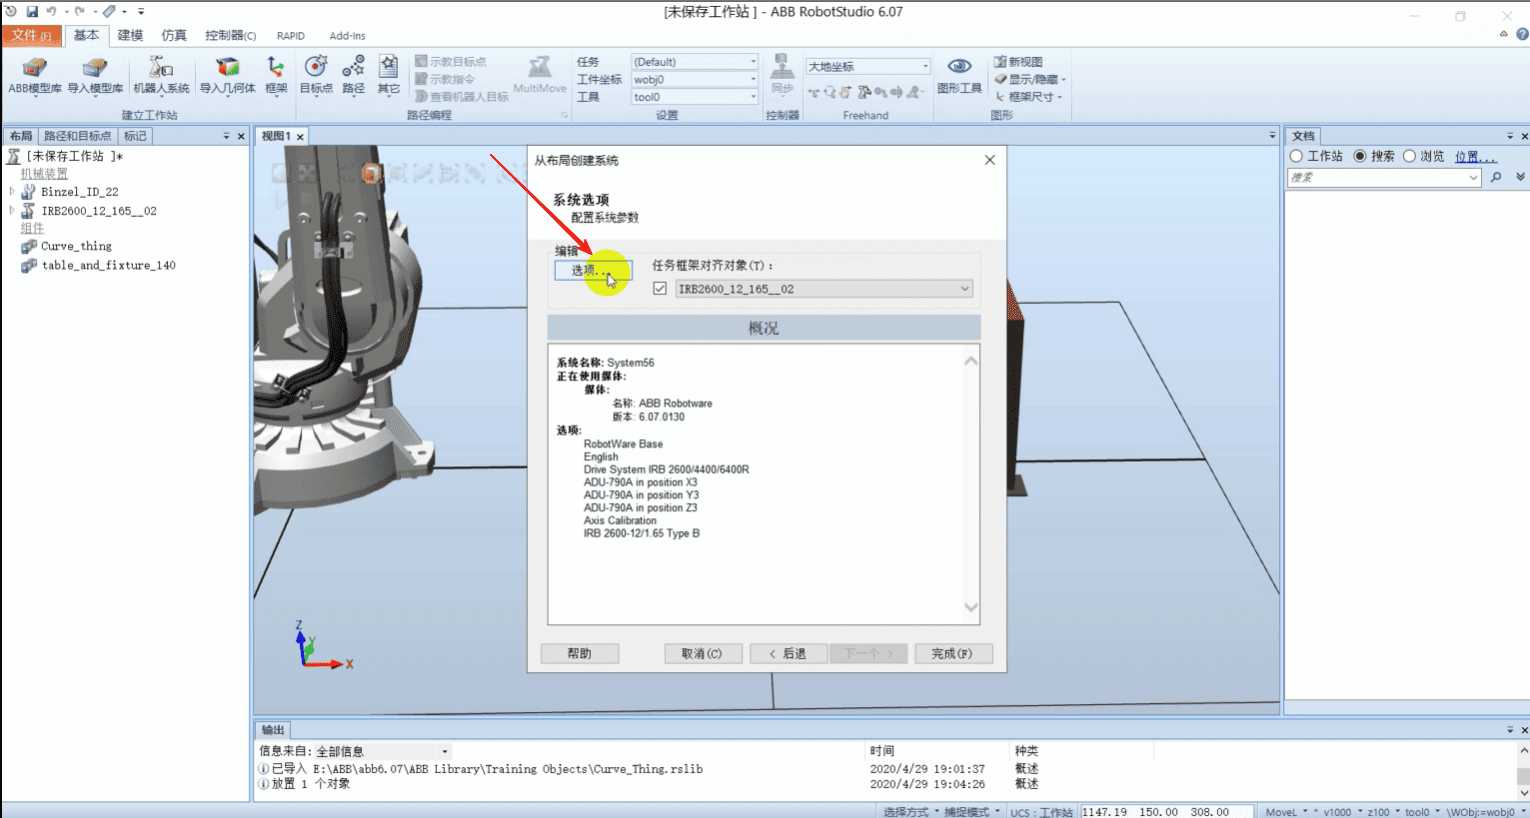 [未保存工作站 ] - ABB RobotStudio 6.07
文件(F) 基本 建模 仿真 控制器(C) RAPID Add-Ins
ABB模型库 导入模型库 机器人系统 导入几何体 框架
建立工作站
目标点 路径 其它
示教目标点
示教指令
查看机器人目标
MultiMove
路径编程
任务 (Default)
工件坐标 wobj0
工具 tool0
设置
同步
控制器
大地坐标
Freehand
图形工具
新视图
显示/隐藏
框架尺寸
图形
布局 路径和目标点 标记
[未保存工作站 ]*
机械装置
Binzel_ID_22
IRB2600_12_165__02
组件
Curve_thing
table_and_fixture_140
视图1
从布局创建系统
系统选项
配置系统参数
编辑
选项...
任务框架对齐对象(T)：
IRB2600_12_165__02
概况
系统名称: System56
正在使用媒体:
媒体:
名称: ABB Robotware
版本: 6.07.0130
选项:
RobotWare Base
English
Drive System IRB 2600/4400/6400R
ADU-790A in position X3
ADU-790A in position Y3
ADU-790A in position Z3
Axis Calibration
IRB 2600-12/1.65 Type B
帮助 取消(C) < 后退 下一个 > 完成(F)
Z
Y
X
文档
工作站 搜索 浏览 位置...
搜索
输出
信息来自: 全部信息 时间 种类
已导入 E:\ABB\abb6.07\ABB Library\Training Objects\Curve_Thing.rslib 2020/4/29 19:01:37 概述
放置 1 个对象 2020/4/29 19:04:26 概述
选择方式 捕捉模式 UCS : 工作站 1147.19 150.00 308.00 MoveL * v1000 z100 tool0 \WObj:=wobj0